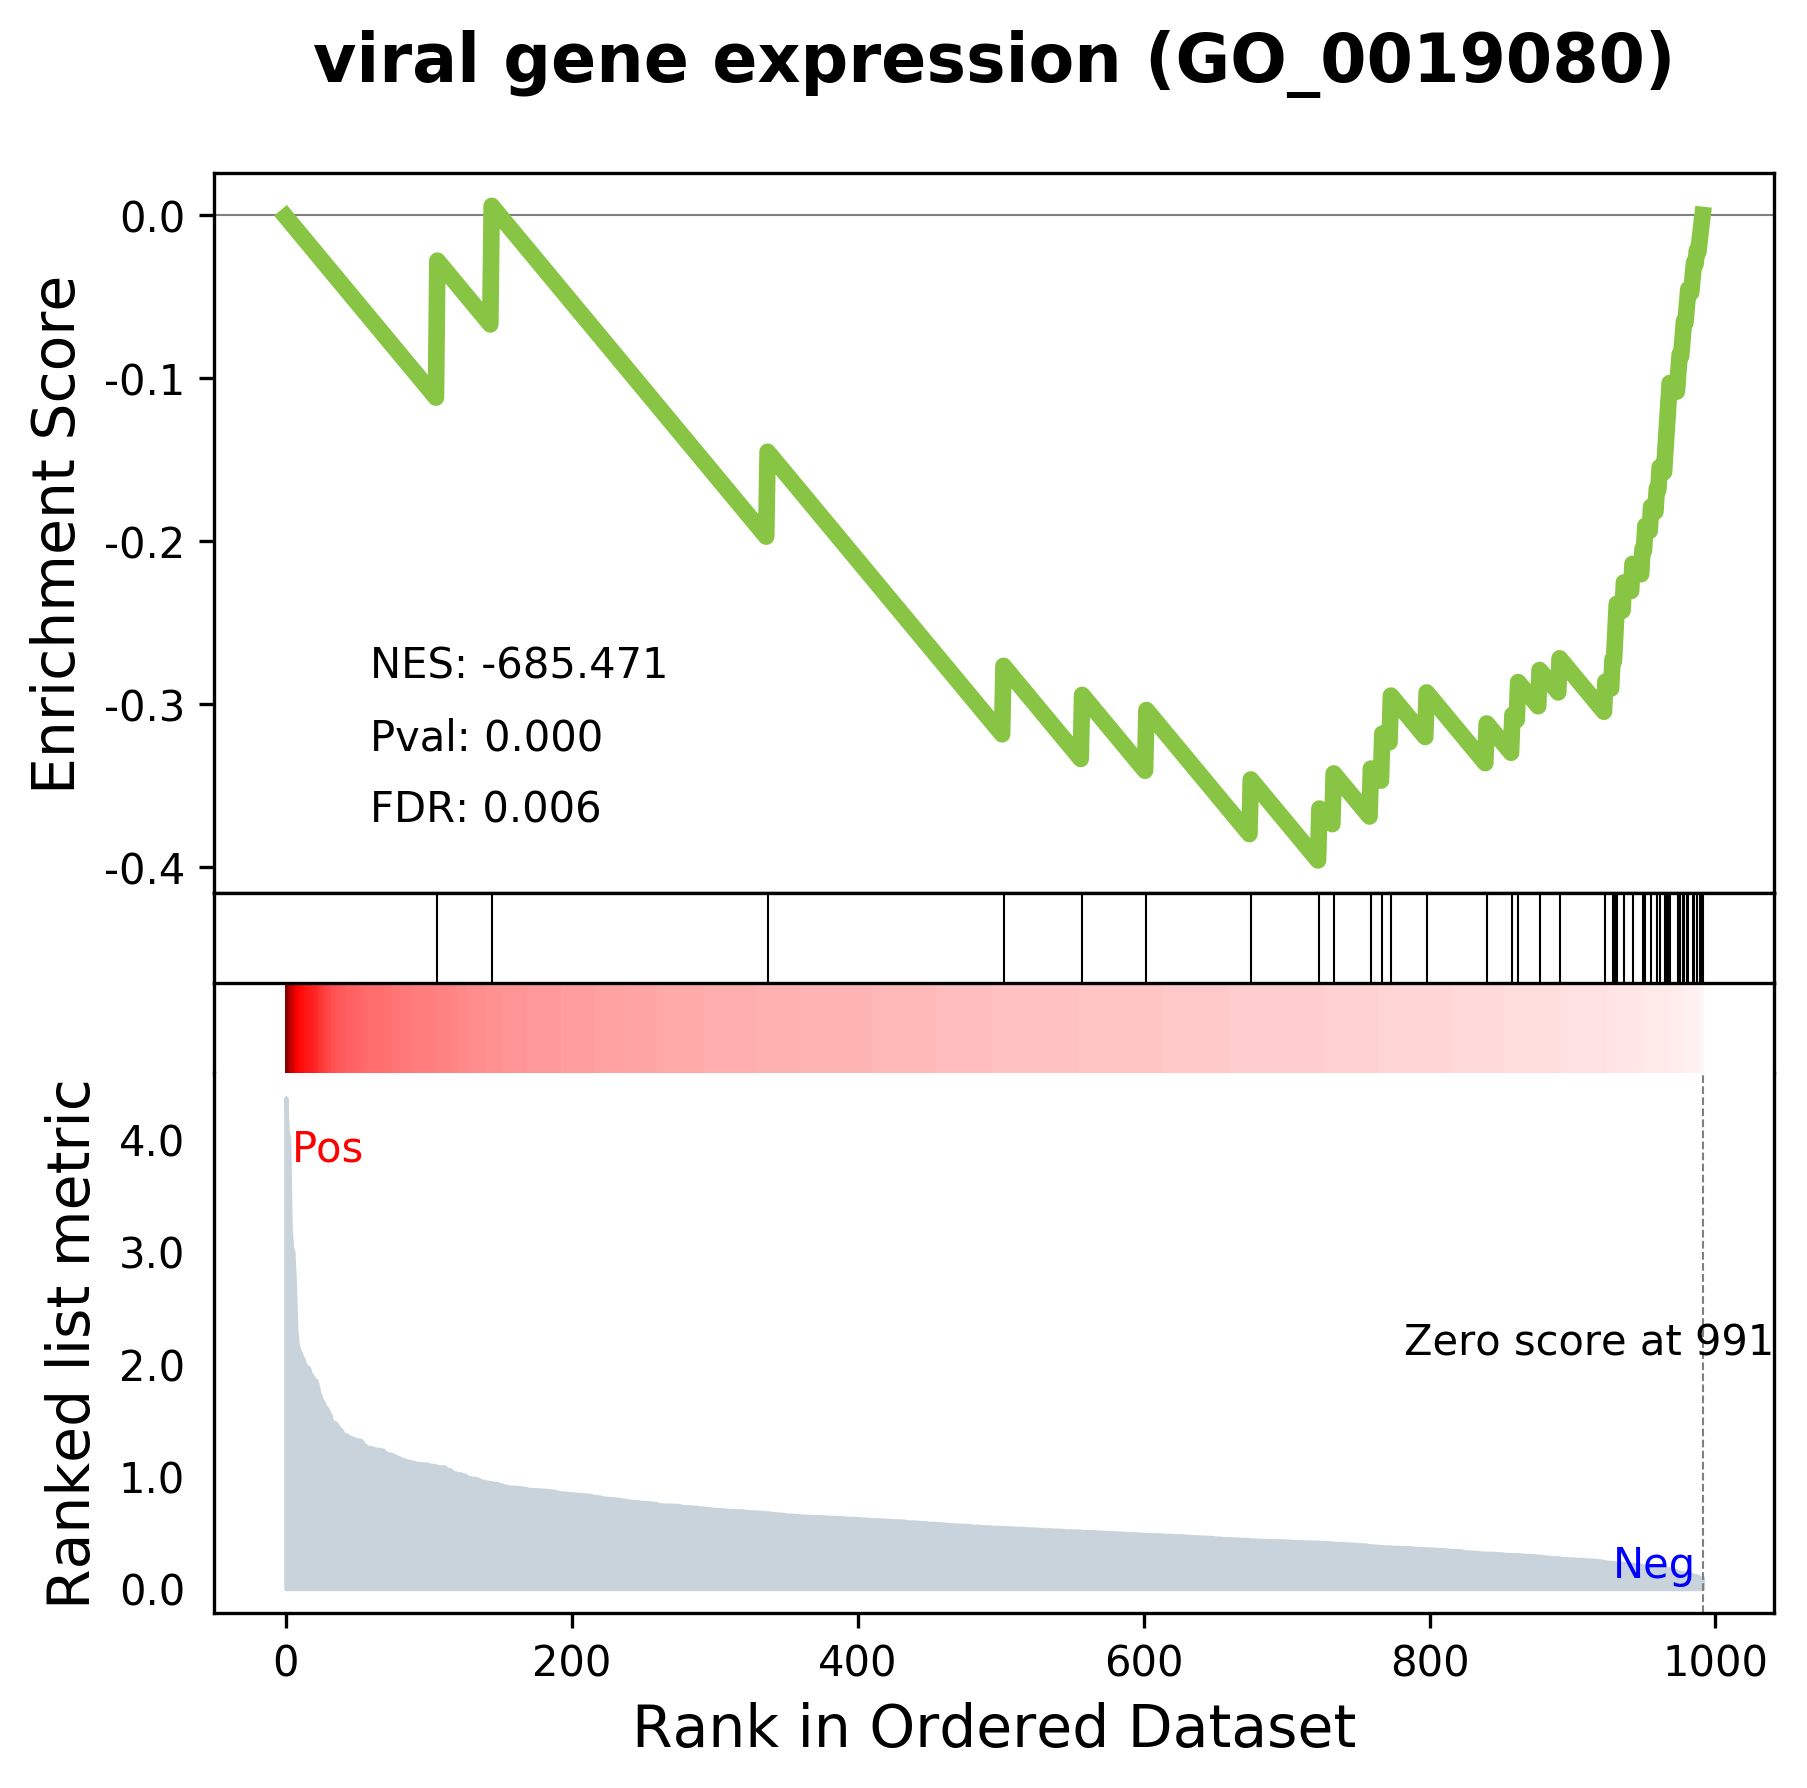 viral gene expression (GO_0019080)
Enrichment Score
0.0
-0.1
-0.2
-0.3
-0.4
NES: -685.471
Pval: 0.000
FDR: 0.006
Ranked list metric
4.0
3.0
2.0
1.0
0.0
Pos
Zero score at 991
Neg
0 200 400 600 800 1000
Rank in Ordered Dataset